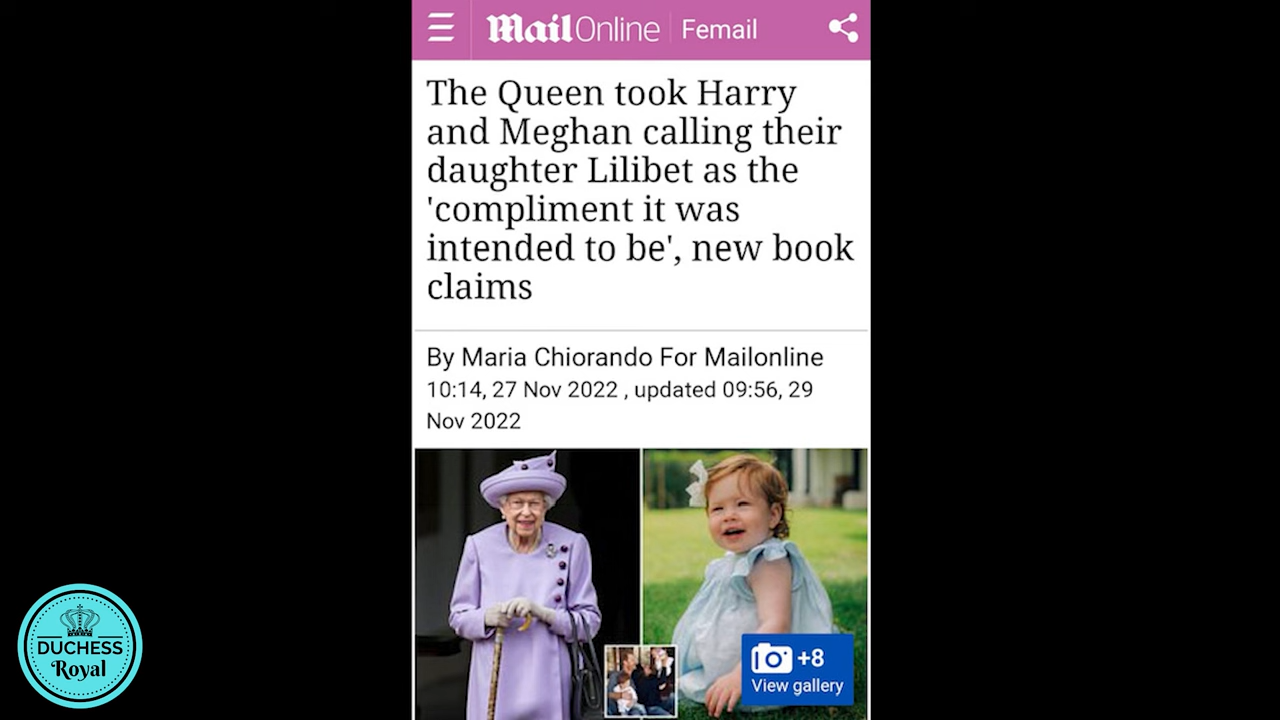 Mail Online Femail
The Queen took Harry
and Meghan calling their
daughter Lilibet as the
'compliment it was
intended to be', new book
claims
By Maria Chiorando For Mailonline
10:14, 27 Nov 2022 , updated 09:56, 29
Nov 2022
+8
View gallery
DUCHESS
Royal